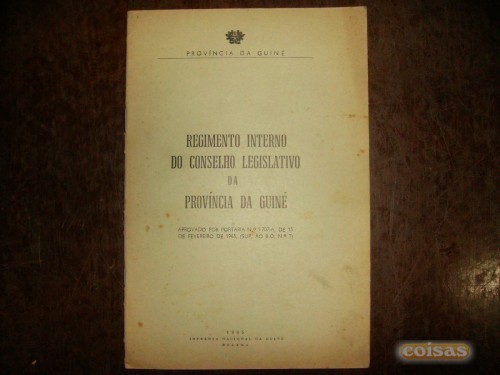 PROVÍNCIA DA GUINÉ
REGIMENTO INTERNO
DO CONSELHO LEGISLATIVO
DA
PROVÍNCIA DA GUINÉ
APROVADO POR PORTARIA DE
DE FEVEREIRO DE
IMPRENSA NACIONAL DA GUINÉ
BISSAU
coisas